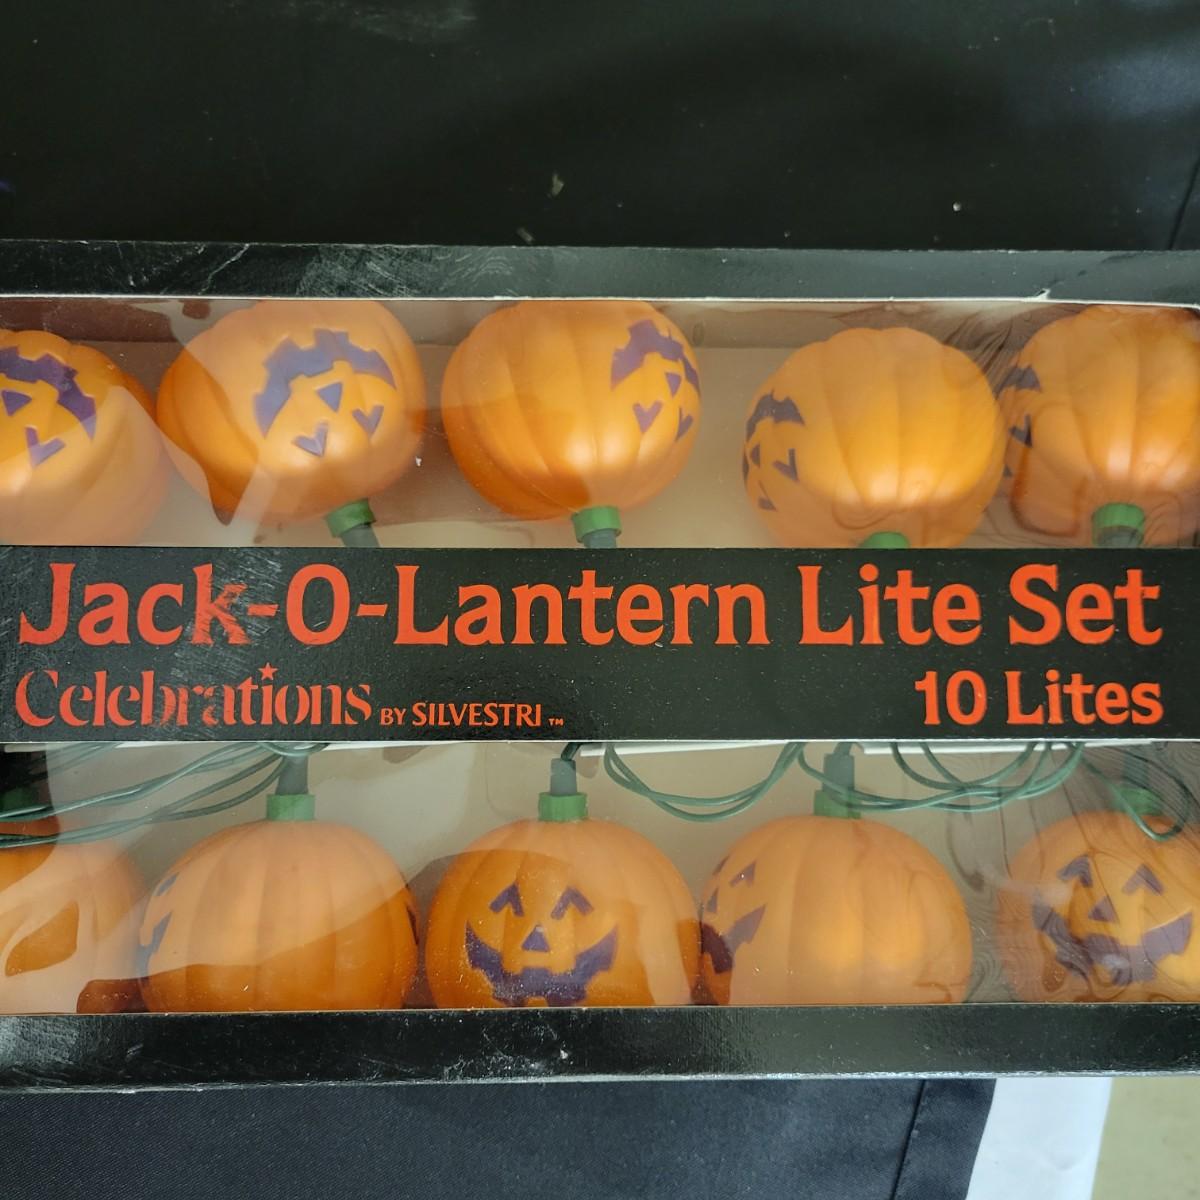 Jack-O-Lantern Lite Set
Celebrations BY SILVESTRI™ 10 Lites